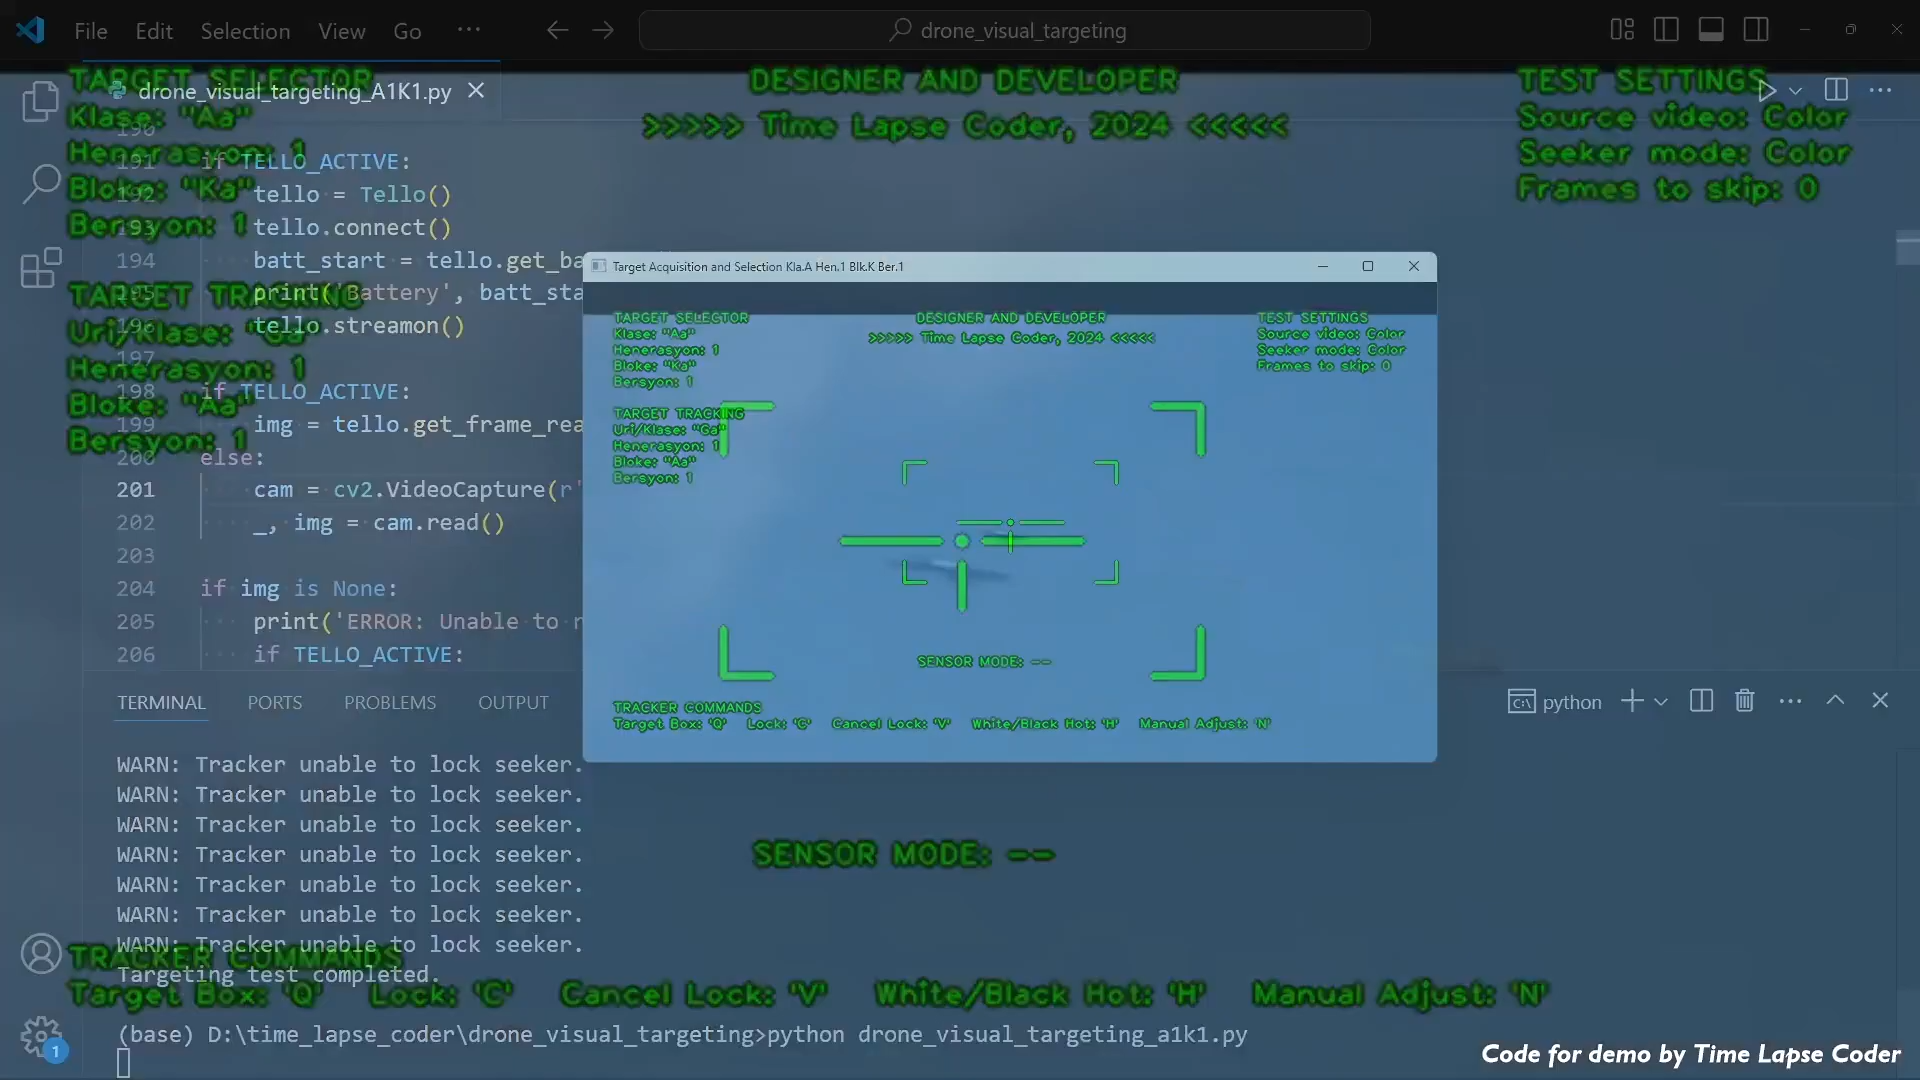 File Edit Selection View Go ...
drone_visual_targeting
drone_visual_targeting_A1K1.py
TARGET SELECTOR
Klase: "Aa"
Henerasyon: 1
Bloke: "Ka"
Bersyon: 1
TARGET TRACKING
Uri/Klase: "Ga"
Henerasyon: 1
Bloke: "Aa"
Bersyon: 1
DESIGNER AND DEVELOPER
>>>>> Time Lapse Coder, 2024 <<<<<
TEST SETTINGS
Source video: Color
Seeker mode: Color
Frames to skip: 0
190
191 if TELLO_ACTIVE:
192 tello = Tello()
193 tello.connect()
194 batt_start = tello.get_ba
195 print('Battery', batt_sta
196 tello.streamon()
197
198 if TELLO_ACTIVE:
199 img = tello.get_frame_rea
200 else:
201 cam = cv2.VideoCapture(r'
202 _, img = cam.read()
203
204 if img is None:
205 print('ERROR: Unable to r
206 if TELLO_ACTIVE:
Target Acquisition and Selection Kla.A Hen.1 Blk.K Ber.1
TARGET SELECTOR
Klase: "Aa"
Henerasyon: 1
Bloke: "Ka"
Bersyon: 1
TARGET TRACKING
Uri/Klase: "Ga"
Henerasyon: 1
Bloke: "Aa"
Bersyon: 1
DESIGNER AND DEVELOPER
>>>>> Time Lapse Coder, 2024 <<<<<
TEST SETTINGS
Source video: Color
Seeker mode: Color
Frames to skip: 0
SENSOR MODE: --
TRACKER COMMANDS
Target Box: 'Q' Lock: 'C' Cancel Lock: 'V' White/Black Hot: 'H' Manual Adjust: 'N'
TERMINAL PORTS PROBLEMS OUTPUT
python
WARN: Tracker unable to lock seeker.
WARN: Tracker unable to lock seeker.
WARN: Tracker unable to lock seeker.
WARN: Tracker unable to lock seeker.
WARN: Tracker unable to lock seeker.
WARN: Tracker unable to lock seeker.
WARN: Tracker unable to lock seeker.
Targeting test completed.
SENSOR MODE: --
TRACKER COMMANDS
Target Box: 'Q' Lock: 'C' Cancel Lock: 'V' White/Black Hot: 'H' Manual Adjust: 'N'
(base) D:\time_lapse_coder\drone_visual_targeting>python drone_visual_targeting_a1k1.py
1
Code for demo by Time Lapse Coder